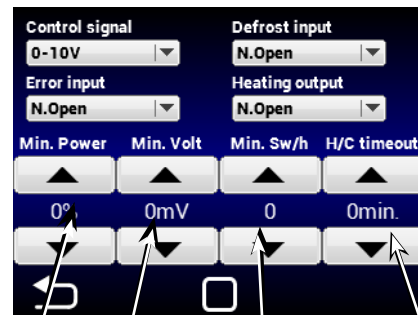 Control signal Defrost input
0-10V N.Open
Error input Heating output
N.Open N.Open
Min. Power Min. Volt Min. Sw/h H/C timeout
0% 0mV 0 0min.